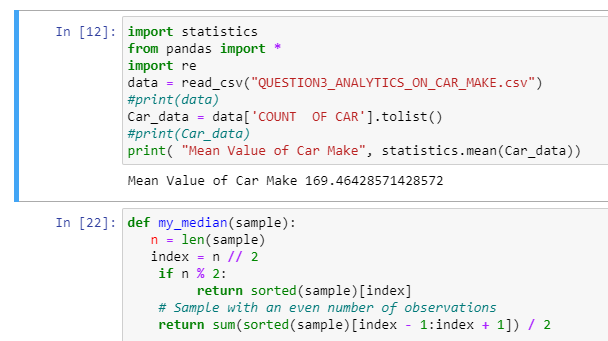 In [12]: import statistics
from pandas import *
import re
data = read_csv("QUESTION3_ANALYTICS_ON_CAR_MAKE.csv")
#print(data)
Car_data = data['COUNT  OF CAR'].tolist()
#print(Car_data)
print( "Mean Value of Car Make", statistics.mean(Car_data))
Mean Value of Car Make 169.46428571428572
In [22]: def my_median(sample):
   n = len(sample)
   index = n // 2
    if n % 2:
         return sorted(sample)[index]
    # Sample with an even number of observations
    return sum(sorted(sample)[index - 1:index + 1]) / 2